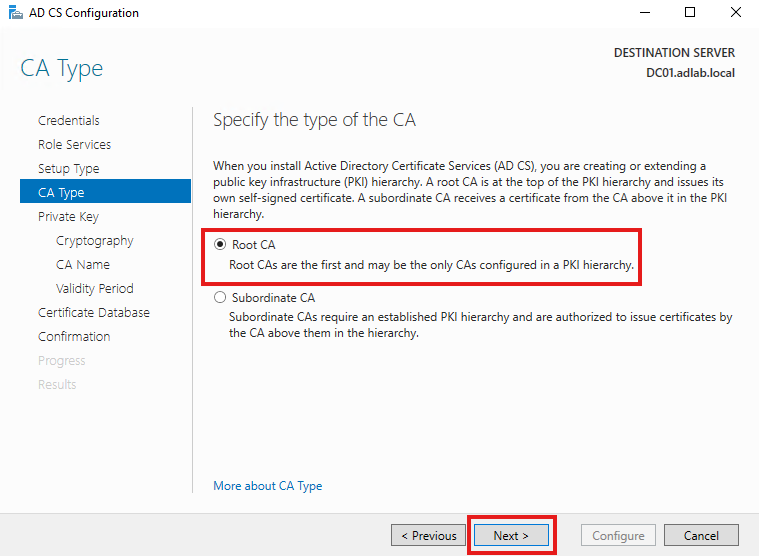 AD CS Configuration
DESTINATION SERVER
DC01.adlab.local
CA Type
Credentials
Role Services
Setup Type
CA Type
Private Key
Cryptography
CA Name
Validity Period
Certificate Database
Confirmation
Progress
Results
Specify the type of the CA
When you install Active Directory Certificate Services (AD CS), you are creating or extending a
public key infrastructure (PKI) hierarchy. A root CA is at the top of the PKI hierarchy and issues its
own self-signed certificate. A subordinate CA receives a certificate from the CA above it in the PKI
hierarchy.
Root CA
Root CAs are the first and may be the only CAs configured in a PKI hierarchy.
Subordinate CA
Subordinate CAs require an established PKI hierarchy and are authorized to issue certificates by
the CA above them in the hierarchy.
More about CA Type
< Previous
Next >
Configure
Cancel